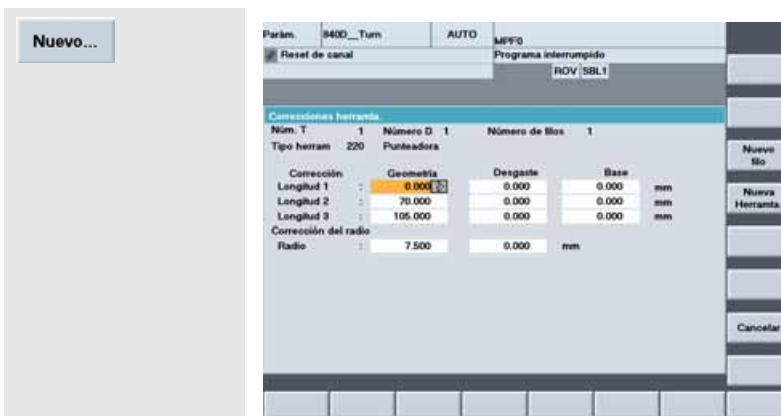 Nuevo...
Parám. 840D__Turn AUTO MPF0
Reset de canal Programa interrumpido
ROV SBL1
Correcciones herramta.
Núm. T 1 Número D 1 Número de filos 1
Tipo herram 220 Punteadora
Corrección Geometría Desgaste Base
Longitud 1 : 0.000 0.000 0.000 mm
Longitud 2 : 70.000 0.000 0.000 mm
Longitud 3 : 105.000 0.000 0.000 mm
Corrección del radio
Radio : 7.500 0.000 mm
Nuevo
filo
Nueva
Herramta.
Cancelar